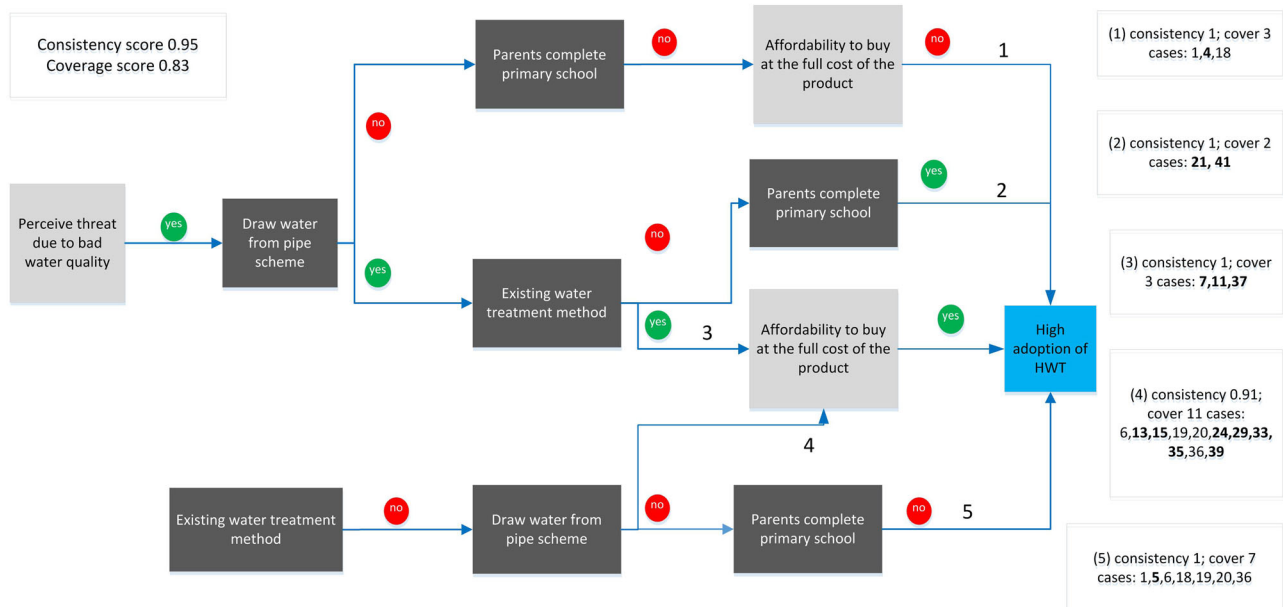 Consistency score 0.95
Coverage score 0.83
Parents complete
primary school
no
Affordability to buy
at the full cost of the
product
no
1
(1) consistency 1; cover 3
cases: 1,4,18
no
(2) consistency 1; cover 2
cases: 21, 41
Perceive threat
due to bad
water quality
yes
Draw water
from pipe
scheme
yes
Existing water
treatment method
no
Parents complete
primary school
yes
2
(3) consistency 1; cover
3 cases: 7,11,37
yes
3
Affordability to buy
at the full cost of the
product
yes
High
adoption of
HWT
(4) consistency 0.91;
cover 11 cases:
6,13,15,19,20,24,29,33,
35,36,39
4
Existing water treatment
method
no
Draw water from
pipe scheme
no
Parents complete
primary school
no
5
(5) consistency 1; cover 7
cases: 1,5,6,18,19,20,36